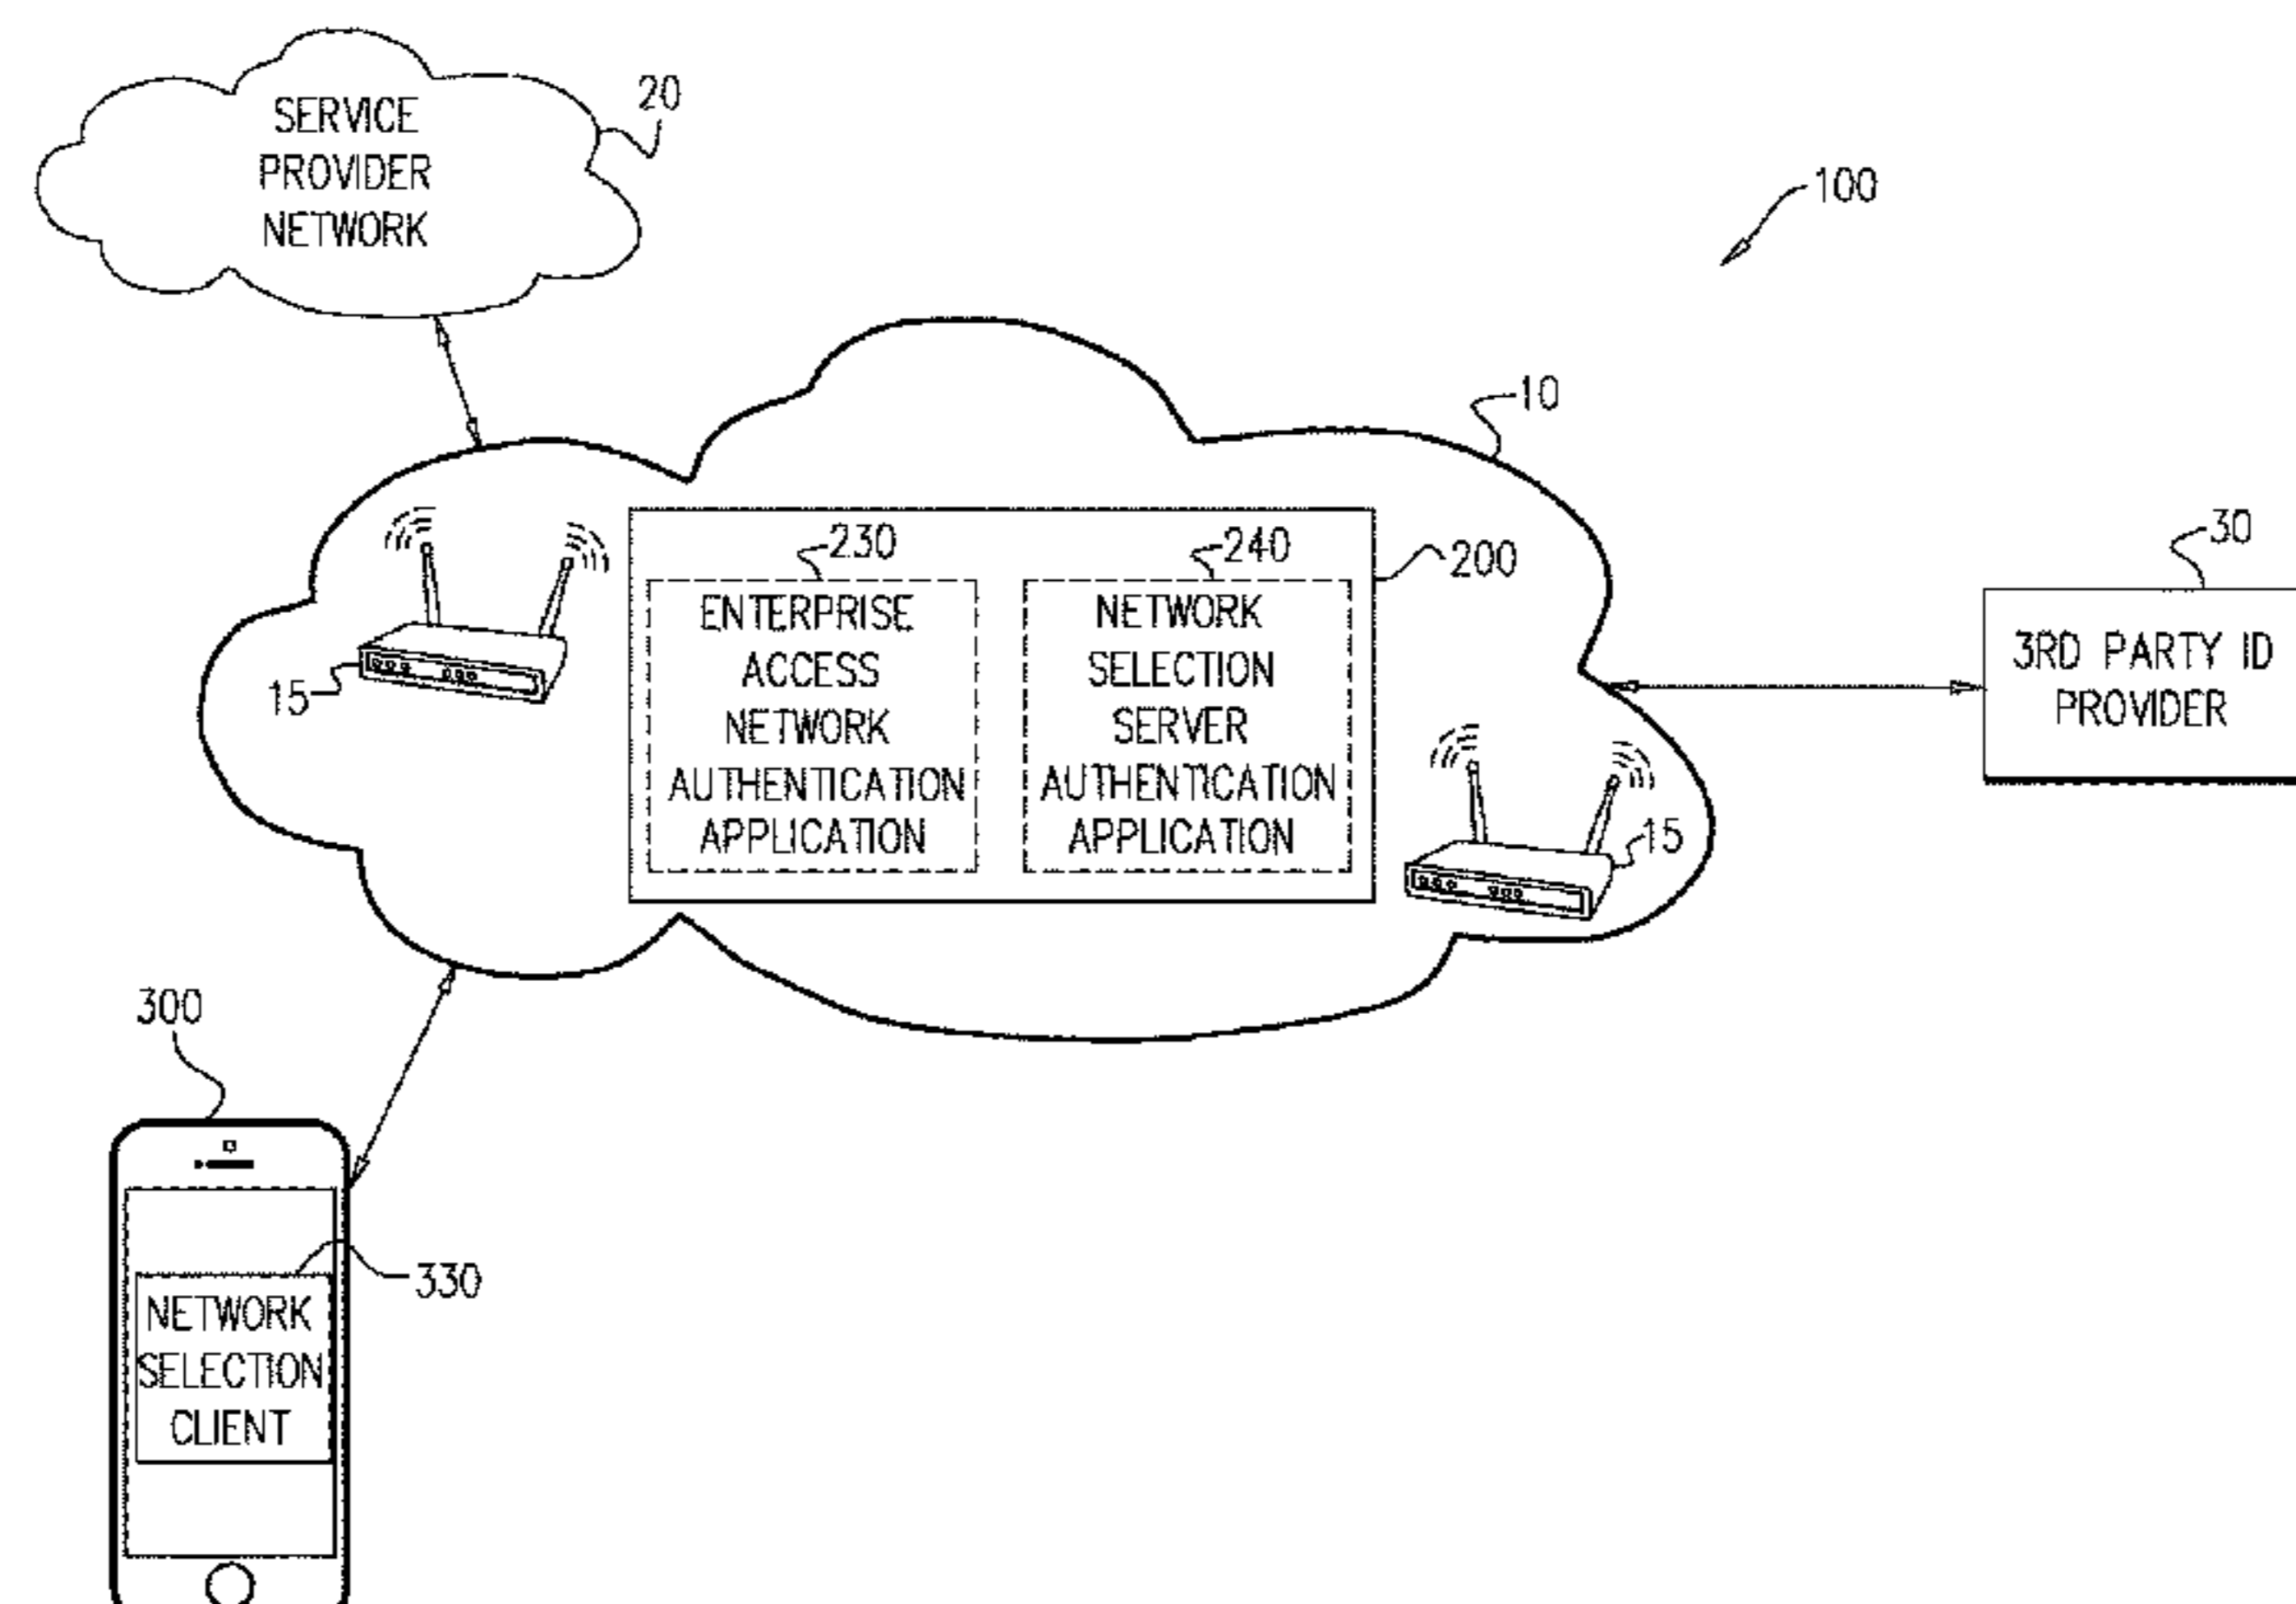 SERVICE
PROVIDER
NETWORK
20
100
10
230
ENTERPRISE
ACCESS
NETWORK
AUTHENTICATION
APPLICATION
240
NETWORK
SELECTION
SERVER
AUTHENTICATION
APPLICATION
200
15
15
30
3RD PARTY ID
PROVIDER
300
330
NETWORK
SELECTION
CLIENT